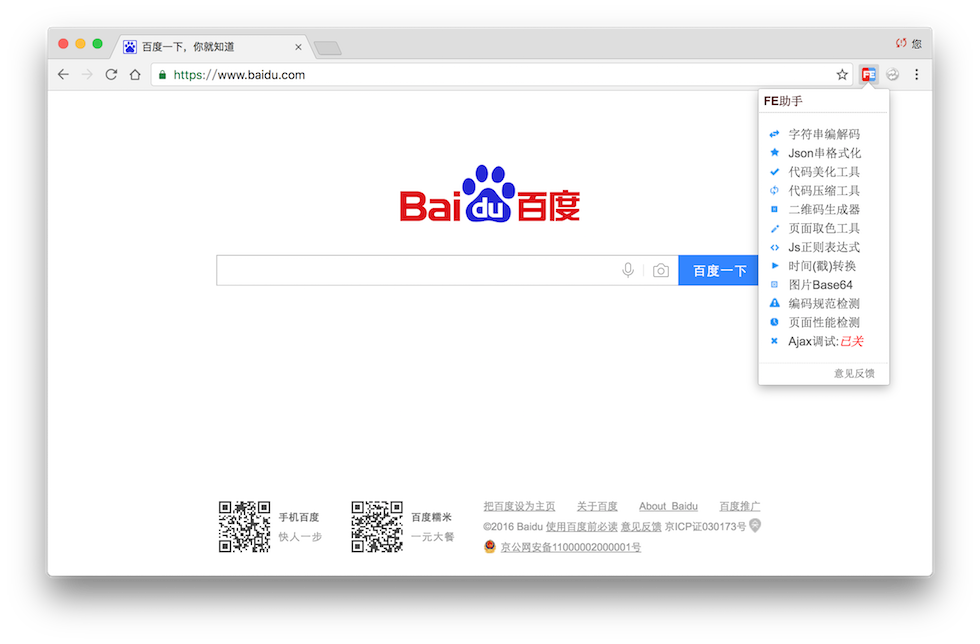 百度一下，你就知道
您
https://www.baidu.com
FE
FE助手
字符串编解码
Json串格式化
代码美化工具
代码压缩工具
二维码生成器
页面取色工具
Js正则表达式
时间(戳)转换
图片Base64
编码规范检测
页面性能检测
Ajax调试:已关
意见反馈
Bai du 百度
百度一下
手机百度
快人一步
百度糯米
一元大餐
把百度设为主页 关于百度 About Baidu 百度推广
©2016 Baidu 使用百度前必读 意见反馈 京ICP证030173号
京公网安备11000002000001号